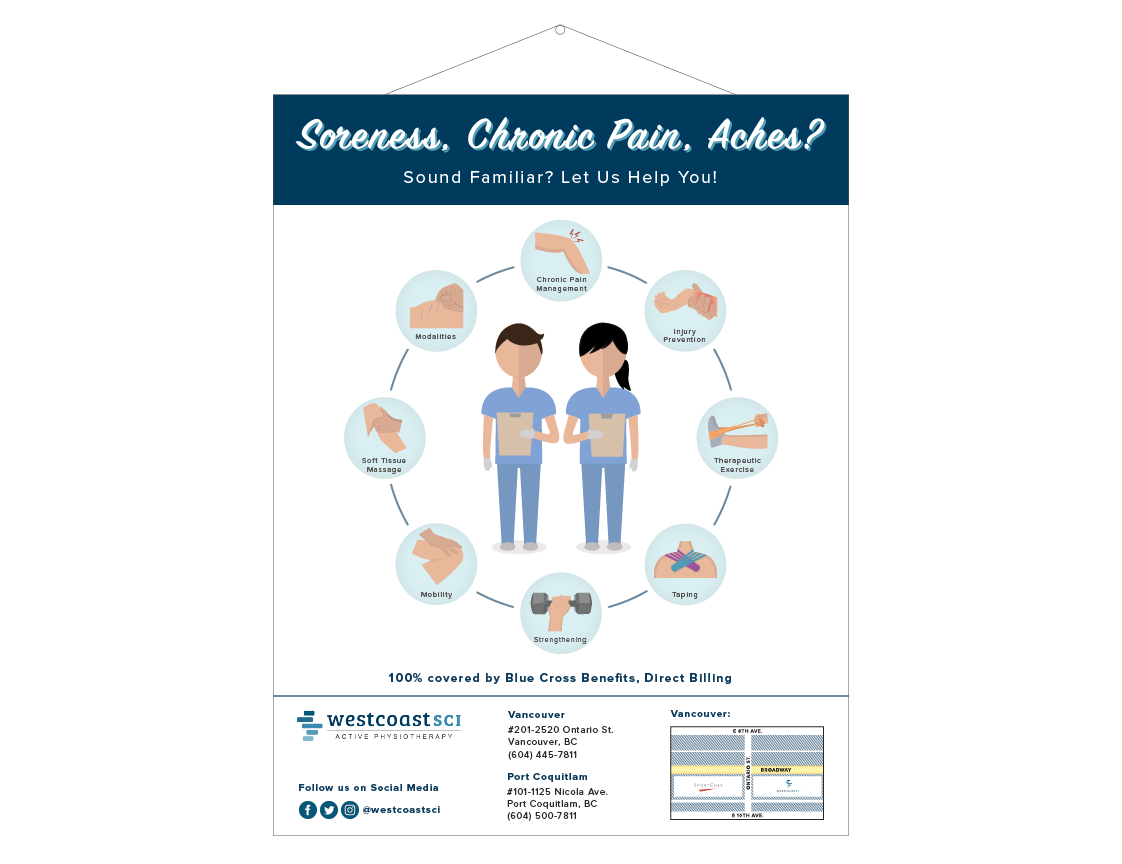 Soreness, Chronic Pain, Aches?
Sound Familiar? Let Us Help You!
Chronic Pain
Management
Modalities
Injury
Prevention
Soft Tissue
Massage
Therapeutic
Exercise
Mobility
Taping
Strengthening
100% covered by Blue Cross Benefits, Direct Billing
westcoast SCI
ACTIVE PHYSIOTHERAPY
Follow us on Social Media
@westcoastsci
Vancouver
#201-2520 Ontario St.
Vancouver, BC
(604) 445-7811
Port Coquitlam
#101-1125 Nicola Ave.
Port Coquitlam, BC
(604) 500-7811
Vancouver:
E 8TH AVE.
BROADWAY
ONTARIO ST.
SPORTCHEK
E 10TH AVE.